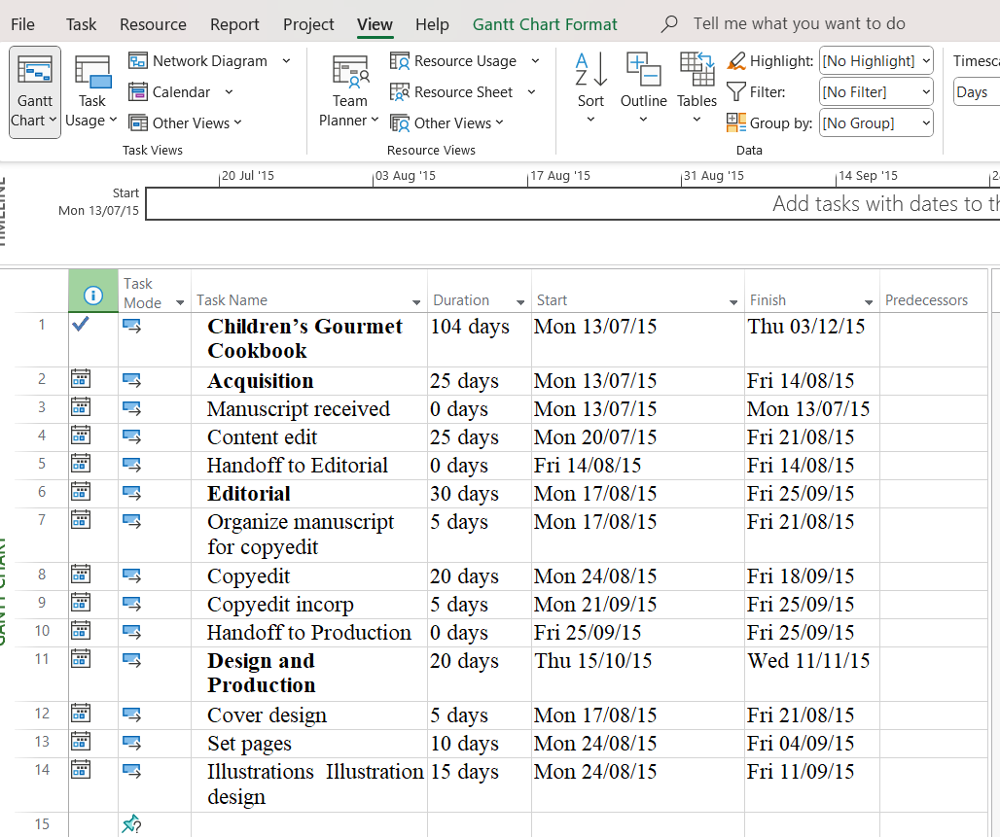 File Task Resource Report Project View Help Gantt Chart Format Tell me what you want to do
Network Diagram Resource Usage Highlight: [No Highlight] Timesca
Gantt Task Calendar Team Resource Sheet Sort Outline Tables Filter: [No Filter] Days
Chart Usage Other Views Planner Other Views Group by: [No Group]
Task Views Resource Views Data
20 Jul '15 03 Aug '15 17 Aug '15 31 Aug '15 14 Sep '15 2
Start
Mon 13/07/15 Add tasks with dates to th
TIMELINE
Task
Mode Task Name Duration Start Finish Predecessors
1 Children’s Gourmet 104 days Mon 13/07/15 Thu 03/12/15
Cookbook
2 Acquisition 25 days Mon 13/07/15 Fri 14/08/15
3 Manuscript received 0 days Mon 13/07/15 Mon 13/07/15
4 Content edit 25 days Mon 20/07/15 Fri 21/08/15
5 Handoff to Editorial 0 days Fri 14/08/15 Fri 14/08/15
6 Editorial 30 days Mon 17/08/15 Fri 25/09/15
7 Organize manuscript 5 days Mon 17/08/15 Fri 21/08/15
for copyedit
8 Copyedit 20 days Mon 24/08/15 Fri 18/09/15
9 Copyedit incorp 5 days Mon 21/09/15 Fri 25/09/15
10 Handoff to Production 0 days Fri 25/09/15 Fri 25/09/15
11 Design and 20 days Thu 15/10/15 Wed 11/11/15
Production
12 Cover design 5 days Mon 17/08/15 Fri 21/08/15
13 Set pages 10 days Mon 24/08/15 Fri 04/09/15
14 Illustrations Illustration 15 days Mon 24/08/15 Fri 11/09/15
design
15
GANTT CHART